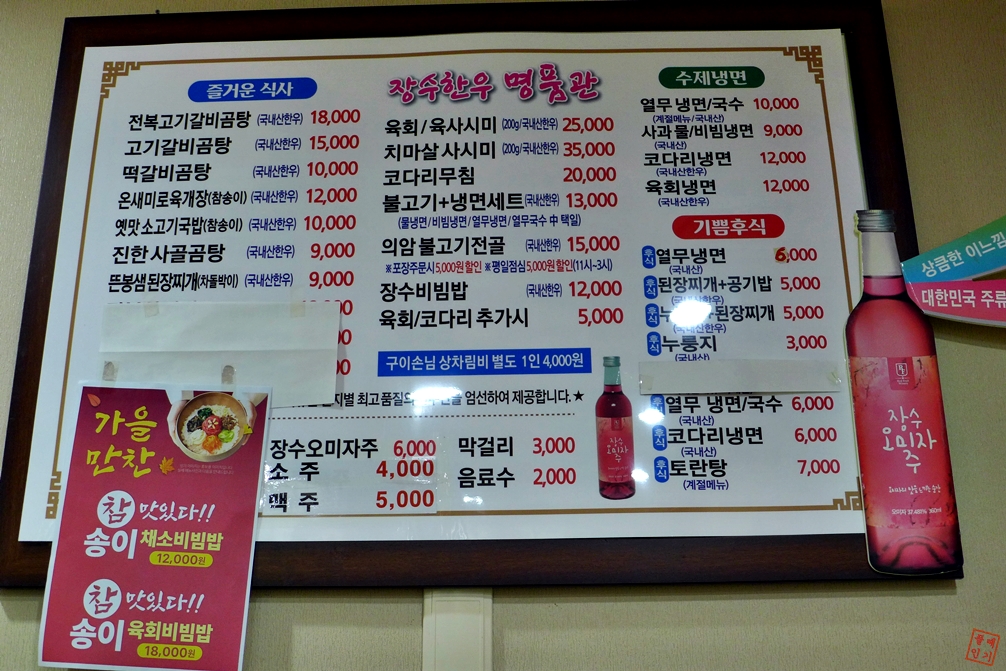 즐거운 식사
전복고기갈비곰탕 (국내산한우) 18,000
고기갈비곰탕 (국내산한우) 15,000
떡갈비곰탕 (국내산한우) 10,000
온새미로육개장(참송이) (국내산한우) 12,000
옛맛소고기국밥(참송이) (국내산한우) 10,000
진한 사골곰탕 (국내산한우) 9,000
뚠봉샘된장찌개(차돌박이) (국내산한우) 9,000
장수한우 명품관
육회/육사시미 (200g/국내산한우) 25,000
치마살 사시미 (200g/국내산한우) 35,000
코다리무침 20,000
불고기+냉면세트(국내산한우) 13,000
(물냉면/비빔냉면/열무냉면/열무국수 中 택일)
의암 불고기전골 (국내산한우) 15,000
※포장주문시 5,000원 할인 ※평일점심 5,000원 할인(11시~3시)
장수비빔밥 (국내산한우) 12,000
육회/코다리 추가시 5,000
구이손님 상차림비 별도 1인 4,000원
지별 최고품질의 을 엄선하여 제공합니다.★
장수오미자주 6,000
소 주 4,000
맥 주 5,000
막걸리 3,000
음료수 2,000
수제냉면
열무 냉면/국수 10,000
(계절메뉴/국내산)
사과 물/비빔냉면 9,000
(국내산)
코다리냉면 12,000
(국내산한우)
육회냉면 12,000
(국내산한우)
기쁨후식
후식 열무냉면 6,000
(국내산)
후식 된장찌개+공기밥 5,000
(국내산한우)
후식 된장찌개 5,000
(국내산한우)
후식 누룽지 3,000
(국내산)
후식 열무 냉면/국수 6,000
(국내산)
후식 코다리냉면 6,000
(국내산)
후식 토란탕 7,000
(계절메뉴)
가을
만찬
참 맛있다!!
송이 채소비빔밥
12,000원
참 맛있다!!
송이 육회비빔밥
18,000원
장수
오미자
주
상큼한 이느낌
대한민국 주류